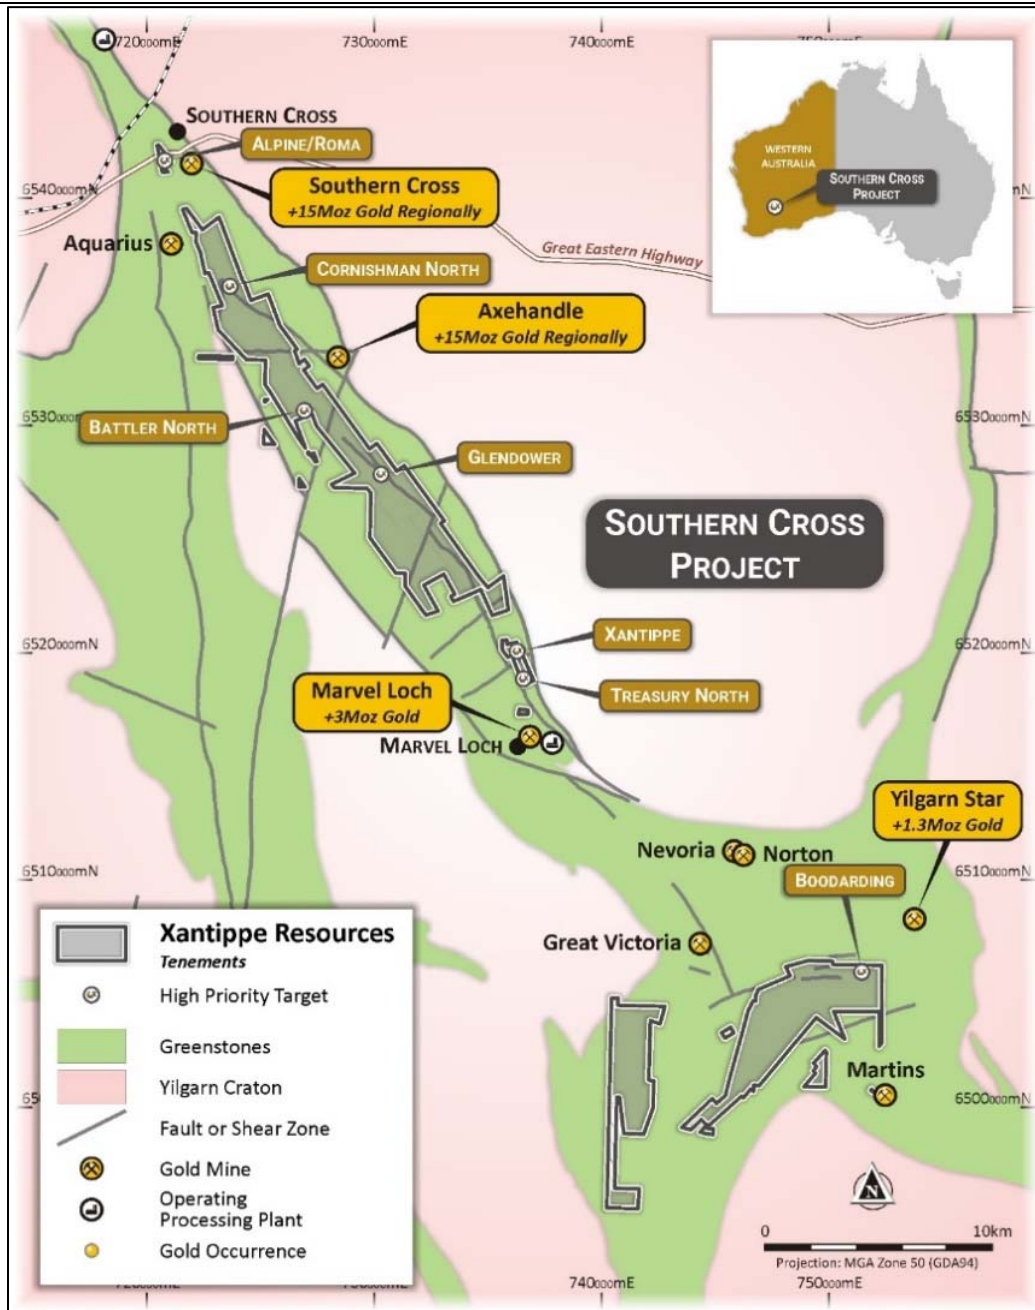 720000mE
730000mE
740000mE
SOUTHERN CROSS
ALPINE/ROMA
6540000mN
Southern Cross
+15Moz Gold Regionally
Aquarius
Great Eastern Highway
CORNISHMAN NORTH
Axehandle
+15Moz Gold Regionally
WESTERN
AUSTRALIA
SOUTHERN CROSS
PROJECT
BATTLER NORTH
6530000mN
GLENDOWER
SOUTHERN CROSS
PROJECT
6520000mN
6520000mN
XANTIPPE
TREASURY NORTH
Marvel Loch
+3Moz Gold
MARVEL LOCH
Yilgarn Star
+1.3Moz Gold
Nevoria
Norton
6510000mN
6510000mN
BOODARDING
Great Victoria
Martins
6500000mN
Xantippe Resources
Tenements
High Priority Target
Greenstones
Yilgarn Craton
Fault or Shear Zone
Gold Mine
Operating
Processing Plant
Gold Occurrence
N
0
10km
Projection: MGA Zone 50 (GDA94)
740000mE
750000mE